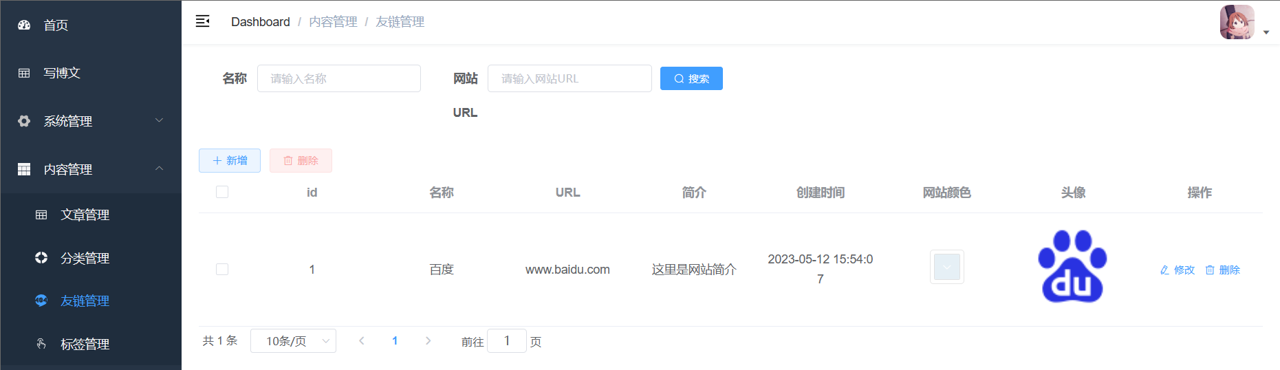 首页
写博文
系统管理
内容管理
文章管理
分类管理
友链管理
标签管理
Dashboard / 内容管理 / 友链管理
名称 请输入名称 网站URL 请输入网站URL 搜索
新增 删除
id 名称 URL 简介 创建时间 网站颜色 头像 操作
1 百度 www.baidu.com 这里是网站简介 2023-05-12 15:54:07 du 修改 删除
共 1 条 10条/页 1 前往 1 页